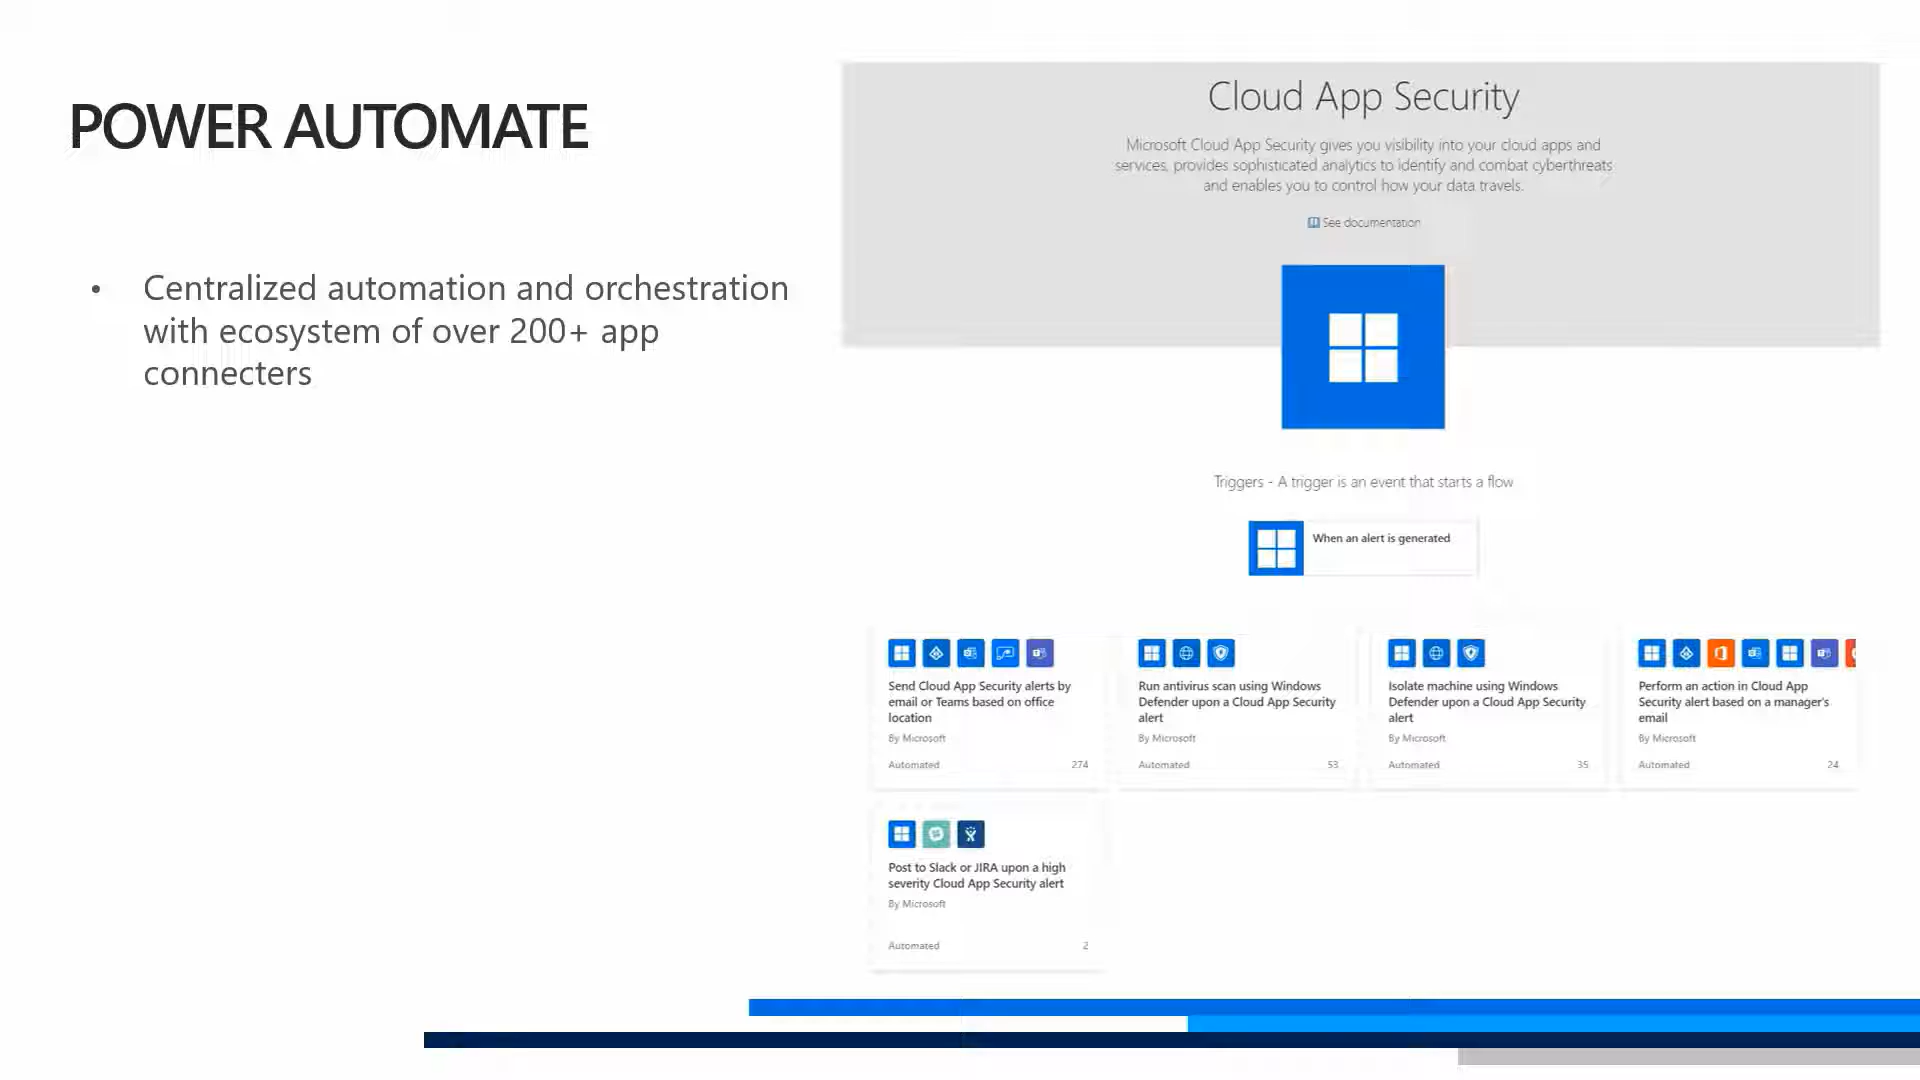 POWER AUTOMATE
• Centralized automation and orchestration
with ecosystem of over 200+ app
connecters
Cloud App Security
Microsoft Cloud App Security gives you visibility into your cloud apps and
services, provides sophisticated analytics to identify and combat cyberthreats
and enables you to control how your data travels.
See documentation
Triggers - A trigger is an event that starts a flow
When an alert is generated
Send Cloud App Security alerts by
email or Teams based on office
location
By Microsoft
Automated 274
Run antivirus scan using Windows
Defender upon a Cloud App Security
alert
By Microsoft
Automated 53
Isolate machine using Windows
Defender upon a Cloud App Security
alert
By Microsoft
Automated 35
Perform an action in Cloud App
Security alert based on a manager's
email
By Microsoft
Automated 24
Post to Slack or JIRA upon a high
severity Cloud App Security alert
By Microsoft
Automated 2